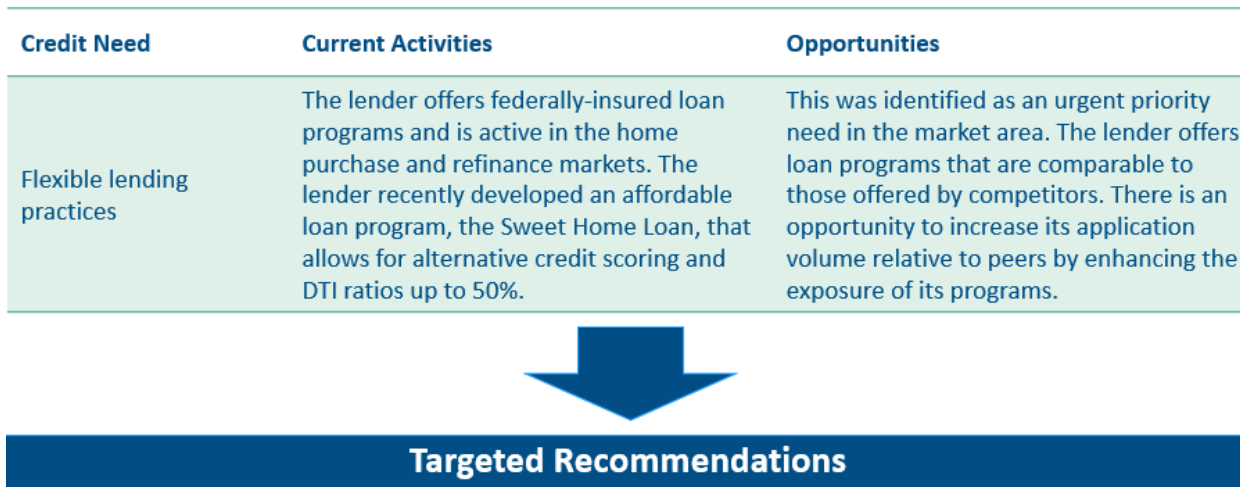 Credit Need
Current Activities
Opportunities
Flexible lending
practices
The lender offers federally-insured loan
programs and is active in the home
purchase and refinance markets. The
lender recently developed an affordable
loan program, the Sweet Home Loan, that
allows for alternative credit scoring and
DTI ratios up to 50%.
This was identified as an urgent priority
need in the market area. The lender offers
loan programs that are comparable to
those offered by competitors. There is an
opportunity to increase its application
volume relative to peers by enhancing the
exposure of its programs.
Targeted Recommendations